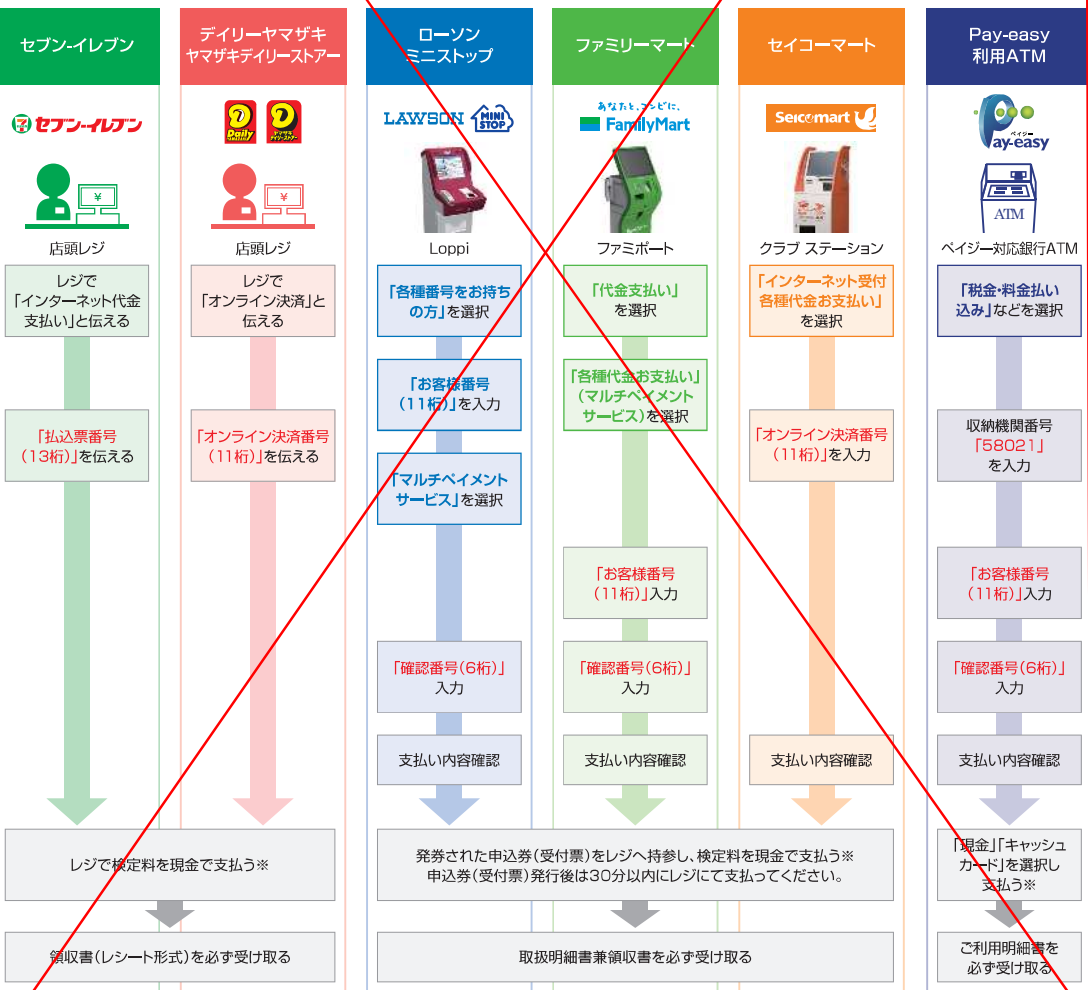 セブン-イレブン
デイリーヤマザキ
ヤマザキデイリーストアー
ローソン
ミニストップ
ファミリーマート
セイコーマート
Pay-easy
利用ATM
セブン-イレブン
Daily
YAMAZAKI
ヤマザキ
デイリーストアー
LAWSON
MINI
STOP
あなたと、コンビに、
FamilyMart
Seicomart
ペイジー
Pay-easy
¥
¥
ATM
店頭レジ
店頭レジ
Loppi
ファミポート
クラブ ステーション
ペイジー対応銀行ATM
レジで
「インターネット代金
支払い」と伝える
「払込票番号
(13桁)」を伝える
レジで
「オンライン決済」と
伝える
「オンライン決済番号
(11桁)」を伝える
「各種番号をお持ち
の方」を選択
「お客様番号
(11桁)」を入力
「マルチペイメント
サービス」を選択
「確認番号(6桁)」
入力
支払い内容確認
「代金支払い」
を選択
「各種代金お支払い」
(マルチペイメント
サービス)を選択
「お客様番号
(11桁)」入力
「確認番号(6桁)」
入力
支払い内容確認
「インターネット受付
各種代金お支払い」
を選択
「オンライン決済番号
(11桁)」を入力
支払い内容確認
「税金・料金払い
込み」などを選択
収納機関番号
「58021」
を入力
「お客様番号
(11桁)」入力
「確認番号(6桁)」
入力
支払い内容確認
レジで検定料を現金で支払う※
発券された申込券(受付票)をレジへ持参し、検定料を現金で支払う※
申込券(受付票)発行後は30分以内にレジにて支払ってください。
「現金」「キャッシュ
カード」を選択し
支払う※
領収書(レシート形式)を必ず受け取る
取扱明細書兼領収書を必ず受け取る
ご利用明細書を
必ず受け取る